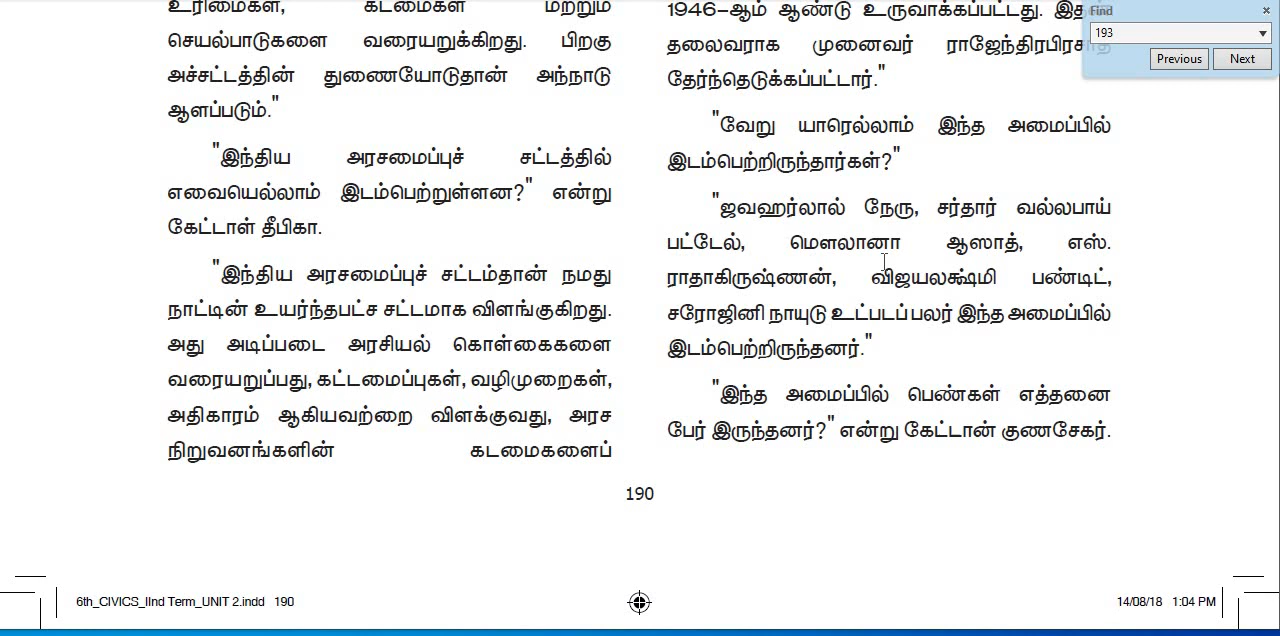 உரிமைகள், கடமைகள் மற்றும்
செயல்பாடுகளை வரையறுக்கிறது. பிறகு
அச்சட்டத்தின் துணையோடுதான் அந்நாடு
ஆளப்படும்."
"இந்திய அரசமைப்புச் சட்டத்தில்
எவையெல்லாம் இடம்பெற்றுள்ளன?" என்று
கேட்டாள் தீபிகா.
"இந்திய அரசமைப்புச் சட்டம்தான் நமது
நாட்டின் உயர்ந்தபட்ச சட்டமாக விளங்குகிறது.
அது அடிப்படை அரசியல் கொள்கைகளை
வரையறுப்பது, கட்டமைப்புகள், வழிமுறைகள்,
அதிகாரம் ஆகியவற்றை விளக்குவது, அரச
நிறுவனங்களின் கடமைகளைப்
1946-ஆம் ஆண்டு உருவாக்கப்பட்டது. இதன்
தலைவராக முனைவர் ராஜேந்திரபிரசாத்
தேர்ந்தெடுக்கப்பட்டார்."
"வேறு யாரெல்லாம் இந்த அமைப்பில்
இடம்பெற்றிருந்தார்கள்?"
"ஜவஹர்லால் நேரு, சர்தார் வல்லபாய்
பட்டேல், மௌலானா ஆஸாத், எஸ்.
ராதாகிருஷ்ணன், விஜயலக்ஷ்மி பண்டிட்,
சரோஜினி நாயுடு உட்படப் பலர் இந்த அமைப்பில்
இடம்பெற்றிருந்தனர்."
"இந்த அமைப்பில் பெண்கள் எத்தனை
பேர் இருந்தனர்?" என்று கேட்டான் குணசேகர்.
190
6th_CIVICS_IInd Term_UNIT 2.indd 190
14/08/18 1:04 PM
Find
193
Previous Next